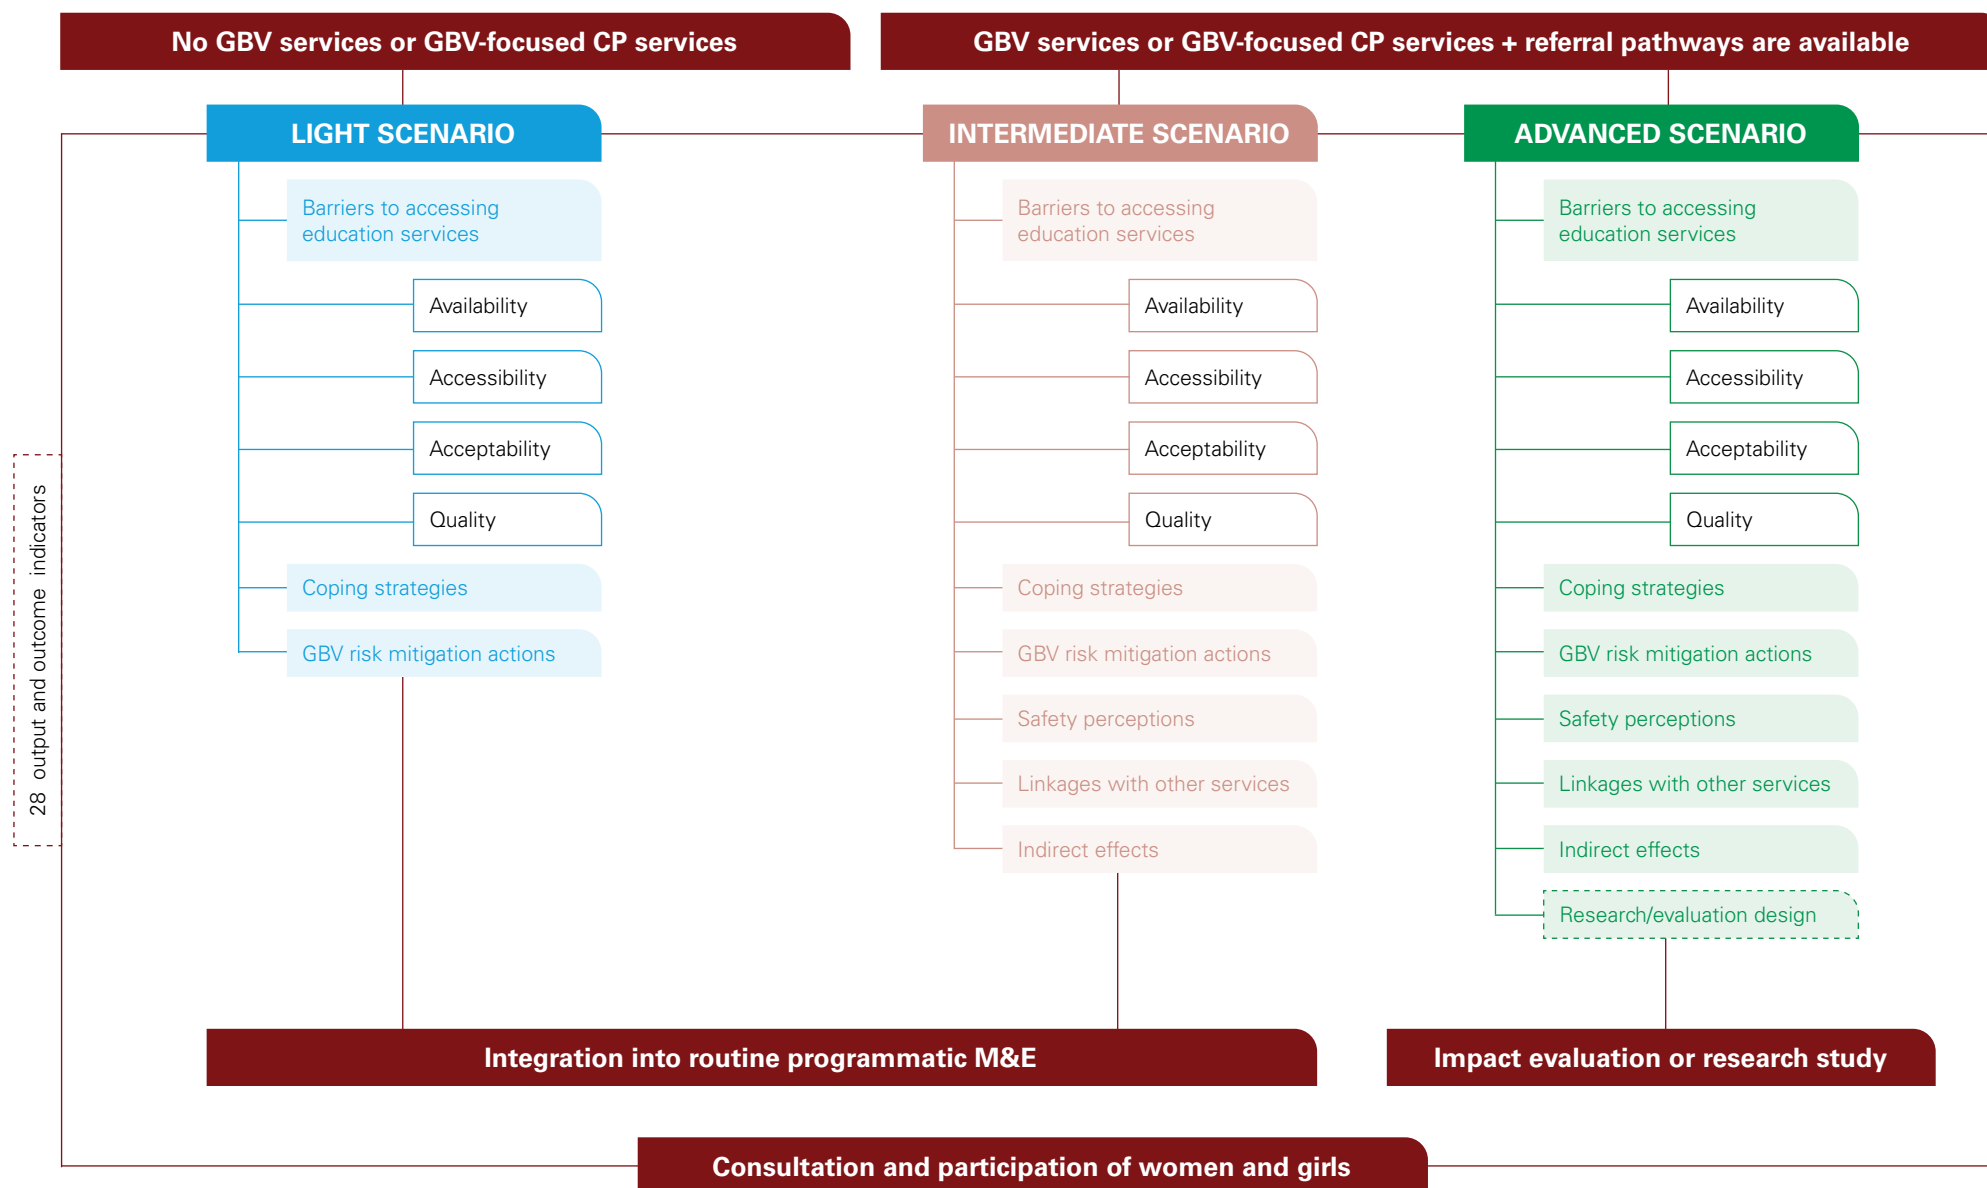 No GBV services or GBV-focused CP services
GBV services or GBV-focused CP services + referral pathways are available
LIGHT SCENARIO
Barriers to accessing
education services
Availability
Accessibility
Acceptability
Quality
Coping strategies
GBV risk mitigation actions
INTERMEDIATE SCENARIO
Barriers to accessing
education services
Availability
Accessibility
Acceptability
Quality
Coping strategies
GBV risk mitigation actions
Safety perceptions
Linkages with other services
Indirect effects
ADVANCED SCENARIO
Barriers to accessing
education services
Availability
Accessibility
Acceptability
Quality
Coping strategies
GBV risk mitigation actions
Safety perceptions
Linkages with other services
Indirect effects
Research/evaluation design
28 output and outcome indicators
Integration into routine programmatic M&E
Impact evaluation or research study
Consultation and participation of women and girls